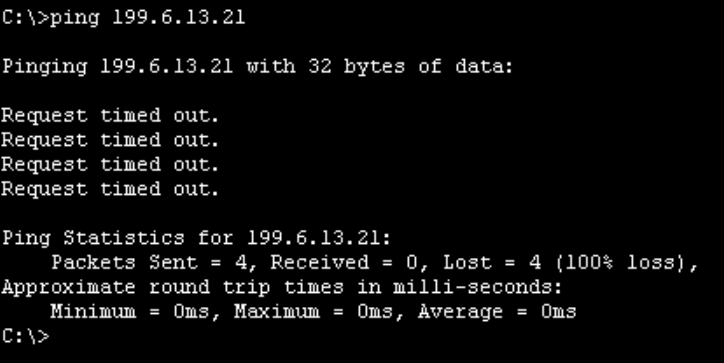 C:\>ping 199.6.13.21
Pinging 199.6.13.21 with 32 bytes of data:
Request timed out.
Request timed out.
Request timed out.
Request timed out.
Ping Statistics for 199.6.13.21:
Packets Sent = 4, Received = 0, Lost = 4 (100% loss),
Approximate round trip times in milli-seconds:
Minimum = 0ms, Maximum = 0ms, Average = 0ms
C:\>